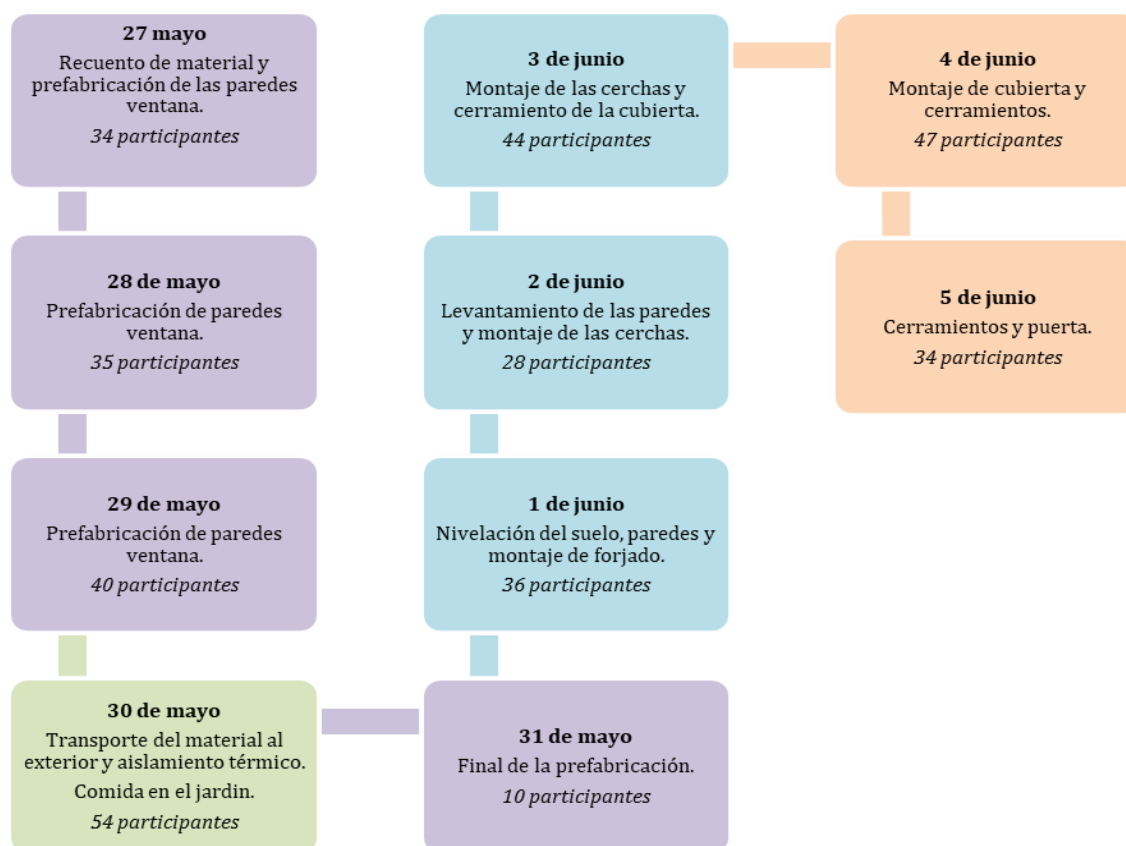 27 mayo
Recuento de material y
prefabricación de las paredes
ventana.
34 participantes
28 de mayo
Prefabricación de paredes
ventana.
35 participantes
29 de mayo
Prefabricación de paredes
ventana.
40 participantes
30 de mayo
Transporte del material al
exterior y aislamiento térmico.
Comida en el jardin.
54 participantes
31 de mayo
Final de la prefabricación.
10 participantes
1 de junio
Nivelación del suelo, paredes y
montaje de forjado.
36 participantes
2 de junio
Levantamiento de las paredes
y montaje de las cerchas.
28 participantes
3 de junio
Montaje de las cerchas y
cerramiento de la cubierta.
44 participantes
4 de junio
Montaje de cubierta y
cerramientos.
47 participantes
5 de junio
Cerramientos y puerta.
34 participantes